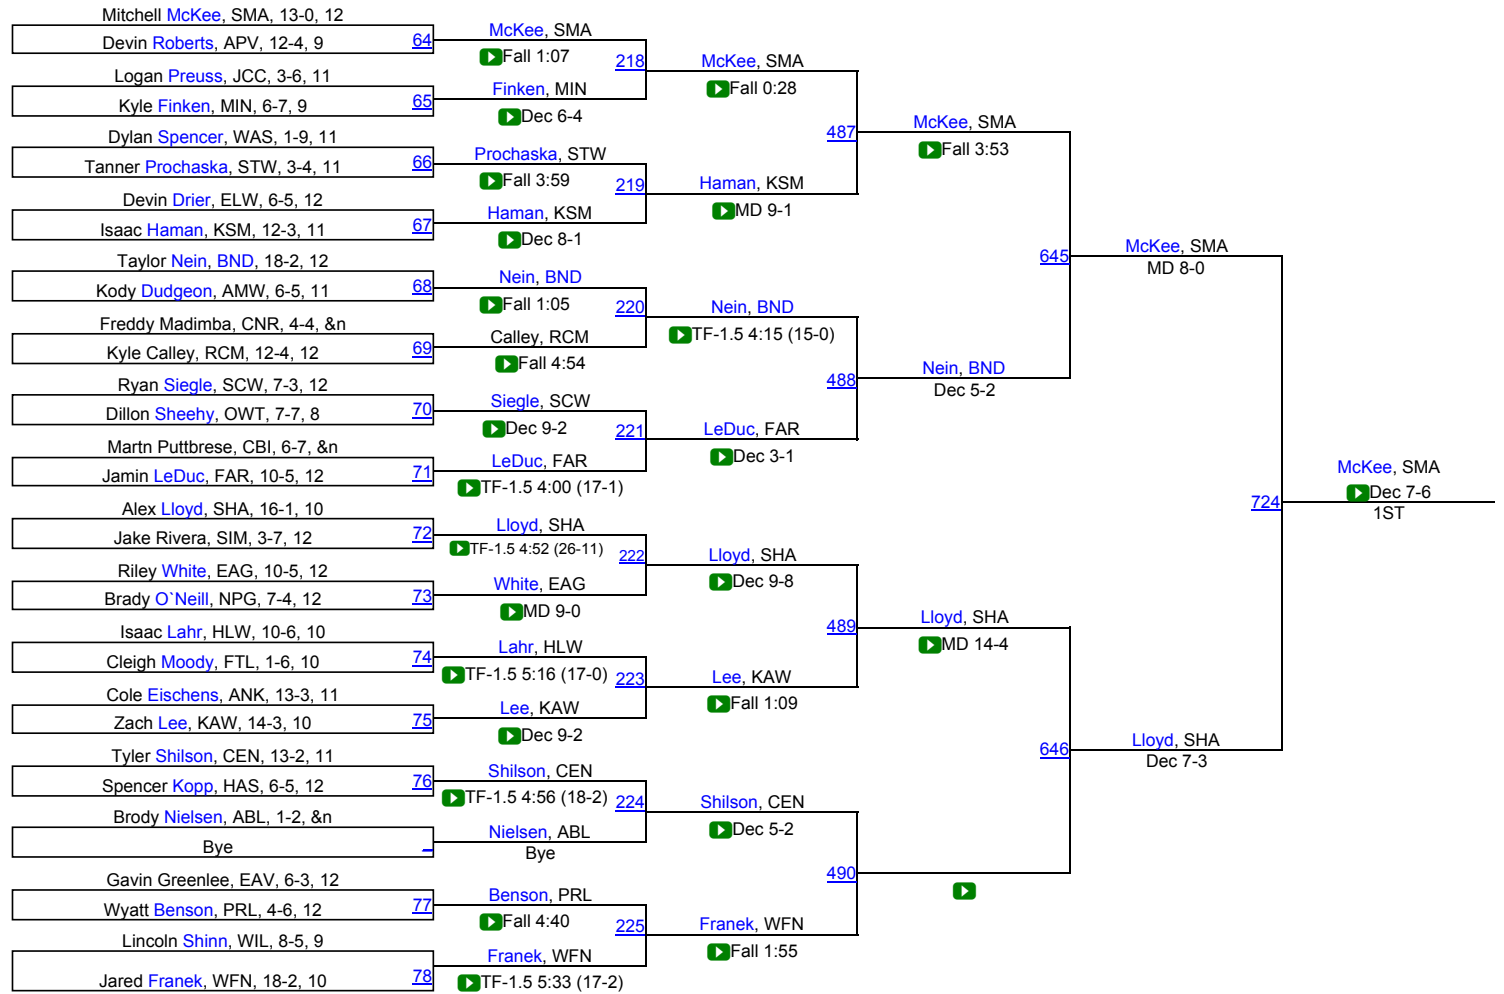 Mitchell McKee, SMA, 13-0, 12
Devin Roberts, APV, 12-4, 9
64
Logan Preuss, JCC, 3-6, 11
Kyle Finken, MIN, 6-7, 9
65
Dylan Spencer, WAS, 1-9, 11
Tanner Prochaska, STW, 3-4, 11
66
Devin Drier, ELW, 6-5, 12
Isaac Haman, KSM, 12-3, 11
67
Taylor Nein, BND, 18-2, 12
Kody Dudgeon, AMW, 6-5, 11
68
Freddy Madimba, CNR, 4-4, &n
Kyle Calley, RCM, 12-4, 12
69
Ryan Siegle, SCW, 7-3, 12
Dillon Sheehy, OWT, 7-7, 8
70
Martn Puttbrese, CBI, 6-7, &n
Jamin LeDuc, FAR, 10-5, 12
71
Alex Lloyd, SHA, 16-1, 10
Jake Rivera, SIM, 3-7, 12
72
Riley White, EAG, 10-5, 12
Brady O`Neill, NPG, 7-4, 12
73
Isaac Lahr, HLW, 10-6, 10
Cleigh Moody, FTL, 1-6, 10
74
Cole Eischens, ANK, 13-3, 11
Zach Lee, KAW, 14-3, 10
75
Tyler Shilson, CEN, 13-2, 11
Spencer Kopp, HAS, 6-5, 12
76
Brody Nielsen, ABL, 1-2, &n
Bye
Gavin Greenlee, EAV, 6-3, 12
Wyatt Benson, PRL, 4-6, 12
77
Lincoln Shinn, WIL, 8-5, 9
Jared Franek, WFN, 18-2, 10
78
McKee, SMA
Fall 1:07
218
Finken, MIN
Dec 6-4
Prochaska, STW
Fall 3:59
219
Haman, KSM
Dec 8-1
Nein, BND
Fall 1:05
220
Calley, RCM
Fall 4:54
Siegle, SCW
Dec 9-2
221
LeDuc, FAR
TF-1.5 4:00 (17-1)
Lloyd, SHA
TF-1.5 4:52 (26-11)
222
White, EAG
MD 9-0
Lahr, HLW
TF-1.5 5:16 (17-0)
223
Lee, KAW
Dec 9-2
Shilson, CEN
TF-1.5 4:56 (18-2)
224
Nielsen, ABL
Bye
Benson, PRL
Fall 4:40
225
Franek, WFN
TF-1.5 5:33 (17-2)
McKee, SMA
Fall 0:28
487
Haman, KSM
MD 9-1
Nein, BND
TF-1.5 4:15 (15-0)
488
LeDuc, FAR
Dec 3-1
Lloyd, SHA
Dec 9-8
489
Lee, KAW
Fall 1:09
Shilson, CEN
Dec 5-2
490
Franek, WFN
Fall 1:55
McKee, SMA
Fall 3:53
645
Nein, BND
Dec 5-2
Lloyd, SHA
MD 14-4
646
McKee, SMA
MD 8-0
724
Lloyd, SHA
Dec 7-3
McKee, SMA
Dec 7-6
1ST